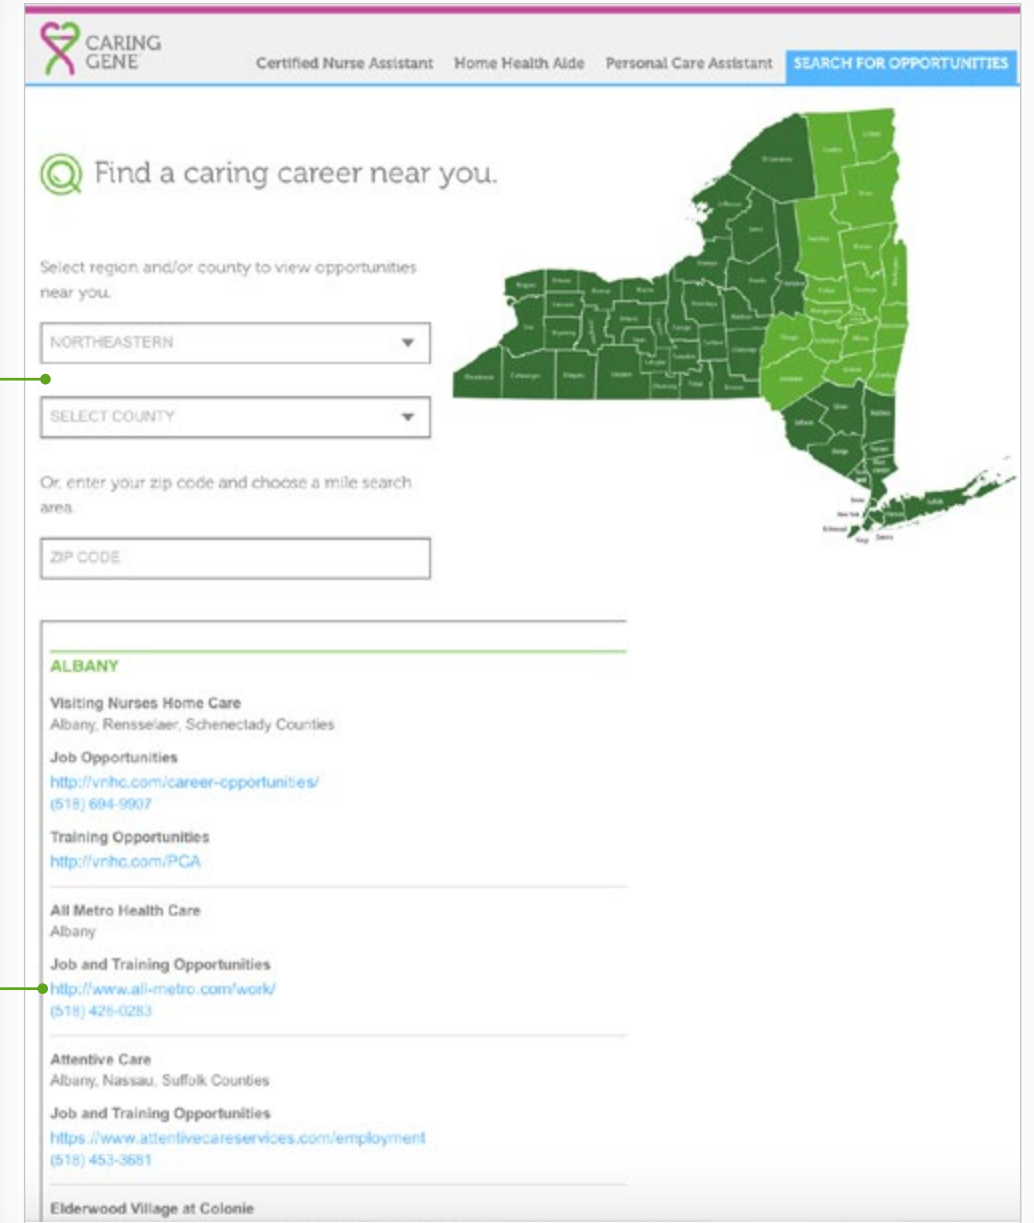 CARING
GENE
Certified Nurse Assistant Home Health Aide Personal Care Assistant SEARCH FOR OPPORTUNITIES
Find a caring career near you.
Select region and/or county to view opportunities
near you.
NORTHEASTERN
SELECT COUNTY
Or, enter your zip code and choose a mile search
area.
ZIP CODE
ALBANY
Visiting Nurses Home Care
Albany, Rensselaer, Schenectady Counties
Job Opportunities
http://vnhc.com/career-opportunities/
(518) 694-9907
Training Opportunities
http://vnhc.com/PCA
All Metro Health Care
Albany
Job and Training Opportunities
http://www.all-metro.com/work/
(518) 426-0283
Attentive Care
Albany, Nassau, Suffolk Counties
Job and Training Opportunities
https://www.attentivecareservices.com/employment
(518) 453-3681
Elderwood Village at Colonie